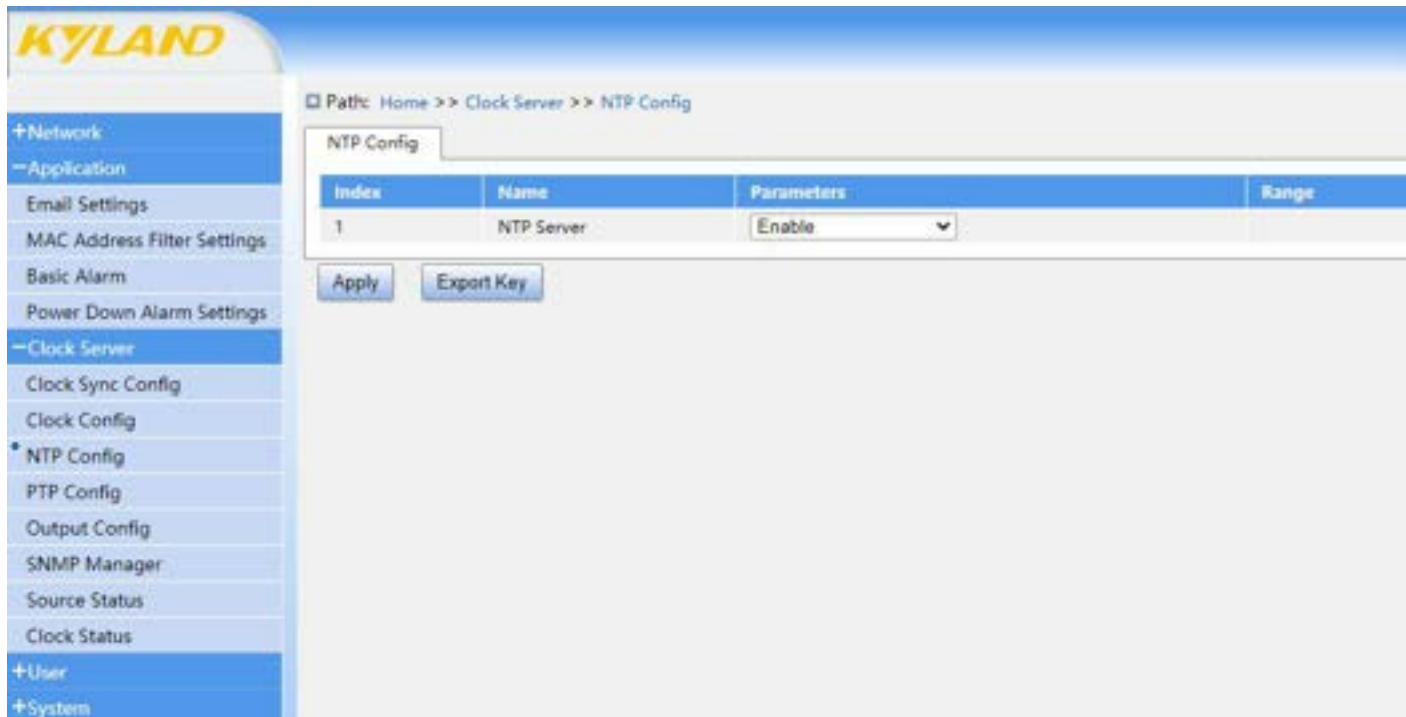 KYLAND
Path: Home >> Clock Server >> NTP Config
NTP Config
Index Name Parameters Range
1 NTP Server Enable
Apply Export Key
+Network
−Application
Email Settings
MAC Address Filter Settings
Basic Alarm
Power Down Alarm Settings
−Clock Server
Clock Sync Config
Clock Config
NTP Config
PTP Config
Output Config
SNMP Manager
Source Status
Clock Status
+User
+System